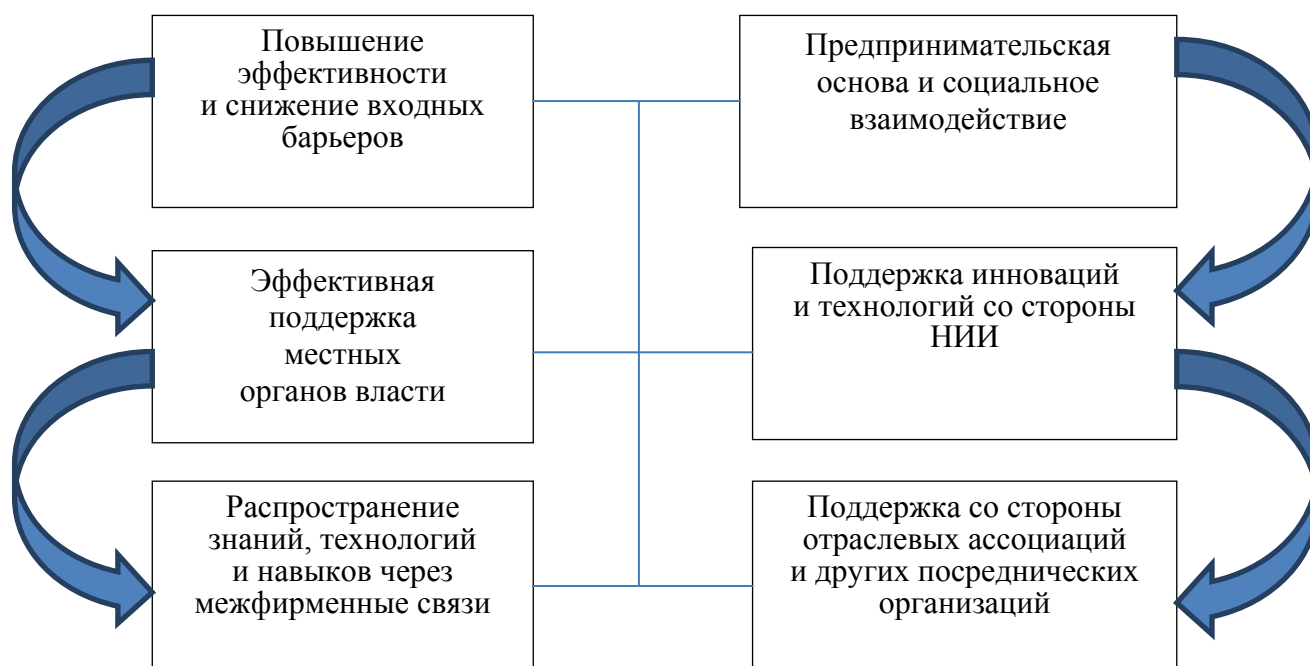 Повышение
эффективности
и снижение входных
барьеров
Предпринимательская
основа и социальное
взаимодействие
Эффективная
поддержка
местных
органов власти
Поддержка инноваций
и технологий со стороны
НИИ
Распространение
знаний, технологий
и навыков через
межфирменные связи
Поддержка со стороны
отраслевых ассоциаций
и других посреднических
организаций